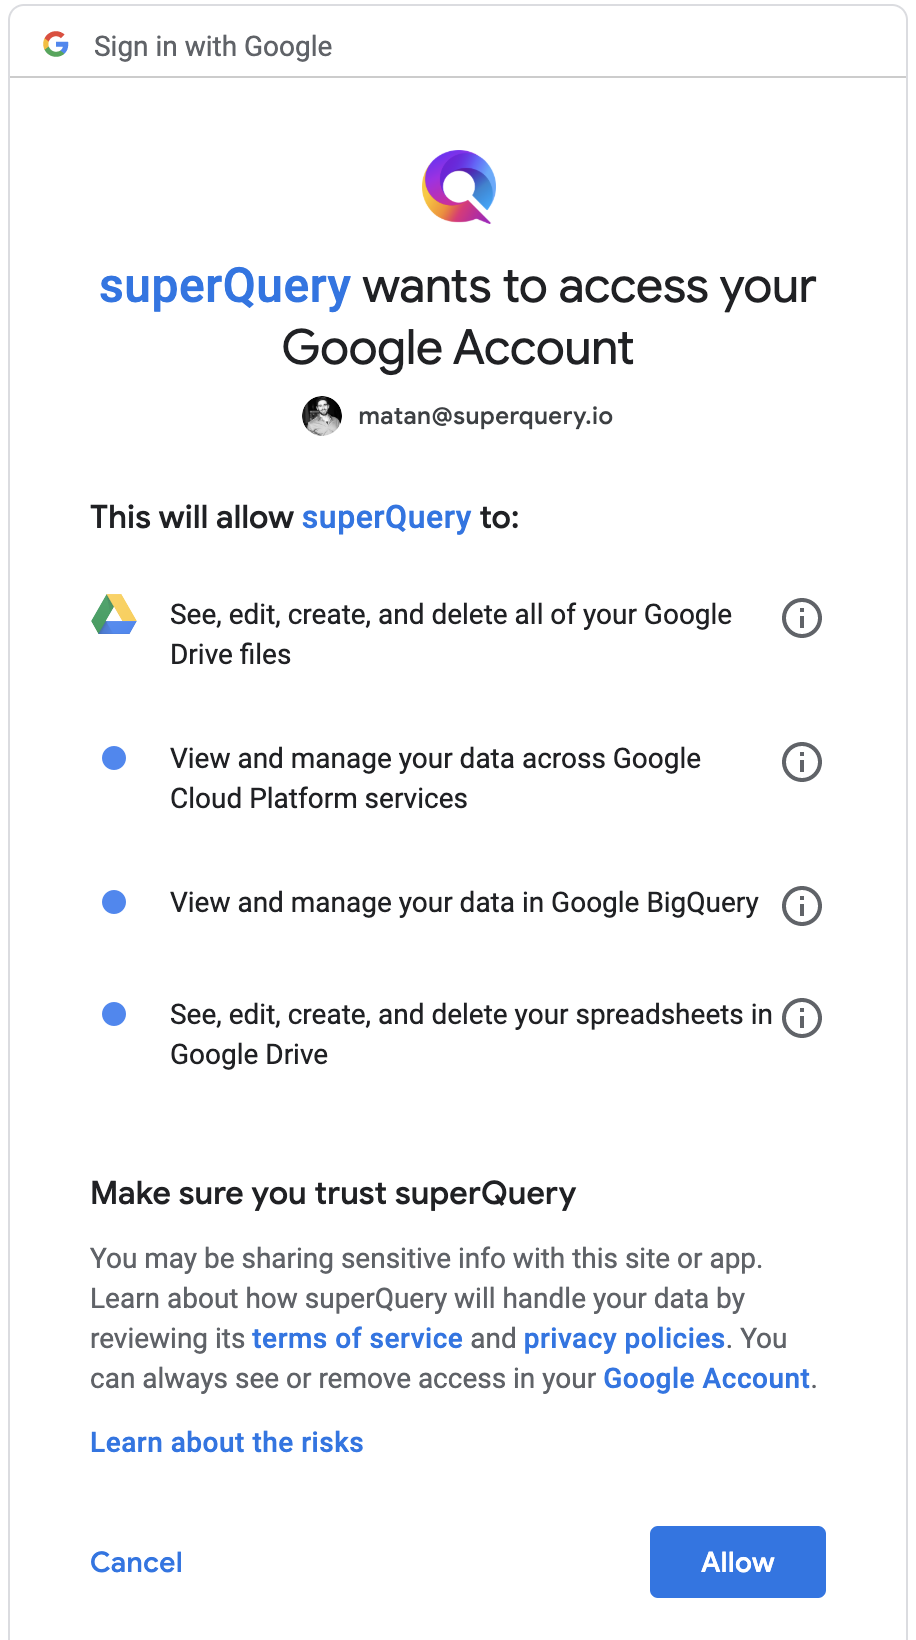 Sign in with Google
superQuery wants to access your
Google Account
matan@superquery.io
This will allow superQuery to:
See, edit, create, and delete all of your Google
Drive files
View and manage your data across Google
Cloud Platform services
View and manage your data in Google BigQuery
See, edit, create, and delete your spreadsheets in
Google Drive
Make sure you trust superQuery
You may be sharing sensitive info with this site or app.
Learn about how superQuery will handle your data by
reviewing its terms of service and privacy policies. You
can always see or remove access in your Google Account.
Learn about the risks
Cancel
Allow